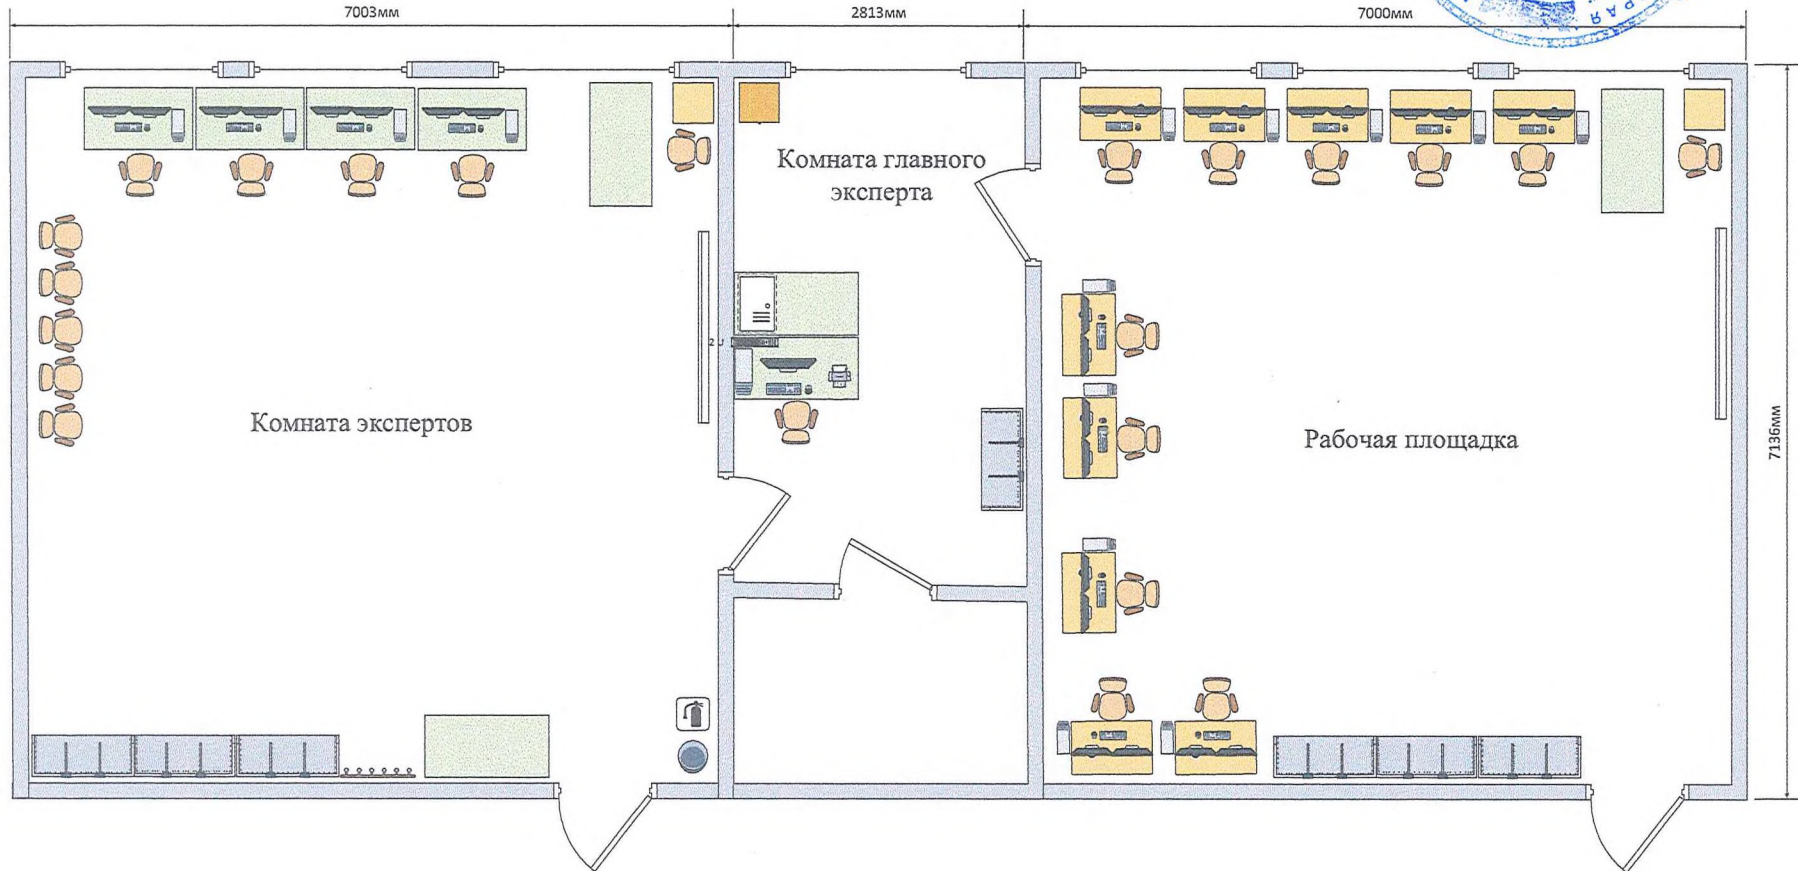 7003мм
2813мм
7000мм
Комната главного
эксперта
Комната экспертов
Рабочая площадка
7136мм